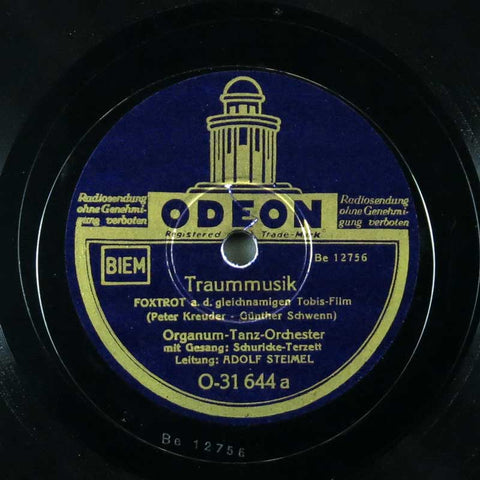 Radiosendung
ohne Genehmi-
gung verboten
ODEON
Registered Trade-Mark
Radiosendung
ohne Genehmi-
gung verboten
BIEM
Be 12756
Traummusik
FOXTROT a. d. gleichnamigen Tobis-Film
(Peter Kreuder - Günther Schwenn)
Organum-Tanz-Orchester
mit Gesang: Schuricke-Terzett
Leitung: ADOLF STEIMEL
O-31 644 a
Be 12756